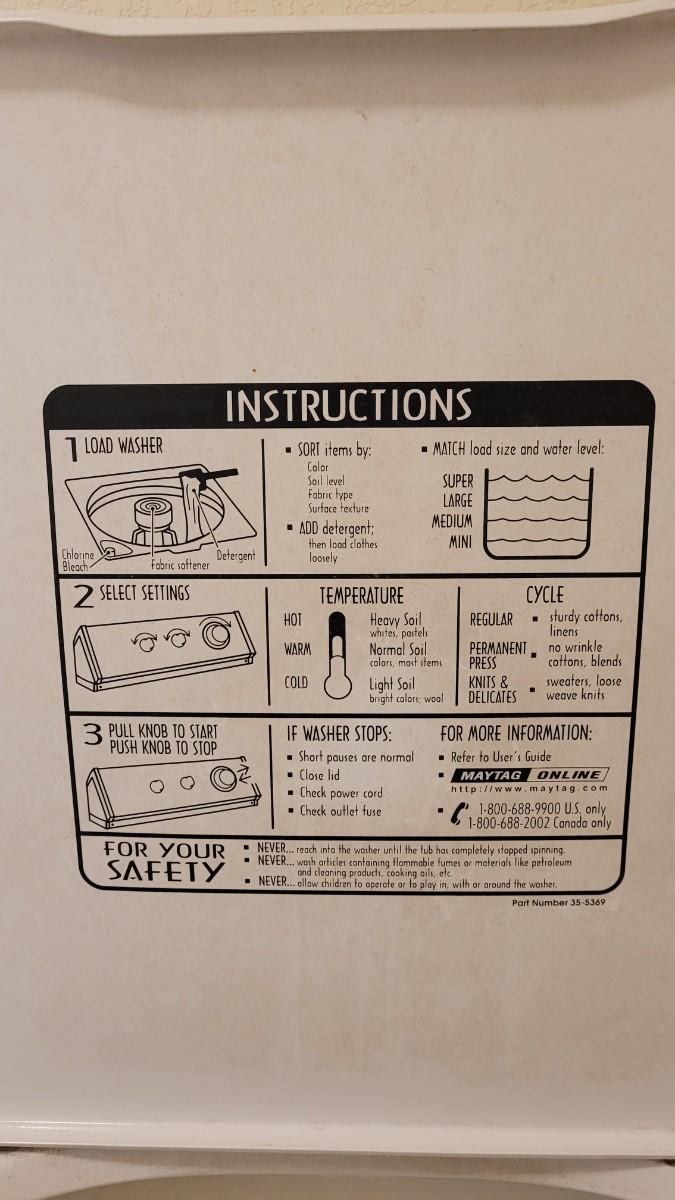 INSTRUCTIONS
1 LOAD WASHER
Chlorine
Bleach
Fabric softener
Detergent
▪ SORT items by:
Color
Soil level
Fabric type
Surface texture
▪ ADD detergent;
then load clothes
loosely
▪ MATCH load size and water level:
SUPER
LARGE
MEDIUM
MINI
2 SELECT SETTINGS
TEMPERATURE
HOT
Heavy Soil
whites, pastels
WARM
Normal Soil
colors, most items
COLD
Light Soil
bright colors; wool
CYCLE
REGULAR ▪ sturdy cottons,
linens
PERMANENT
PRESS
▪ no wrinkle
cottons, blends
KNITS &
DELICATES
▪ sweaters, loose
weave knits
3 PULL KNOB TO START
PUSH KNOB TO STOP
IF WASHER STOPS:
▪ Short pauses are normal
▪ Close lid
▪ Check power cord
▪ Check outlet fuse
FOR MORE INFORMATION:
▪ Refer to User's Guide
▪ MAYTAG ONLINE
http://www.maytag.com
▪ 1-800-688-9900 U.S. only
1-800-688-2002 Canada only
FOR YOUR
SAFETY
▪ NEVER... reach into the washer until the tub has completely stopped spinning.
▪ NEVER... wash articles containing flammable fumes or materials like petroleum
and cleaning products, cooking oils, etc.
▪ NEVER... allow children to operate or to play in, with or around the washer.
Part Number 35-5369